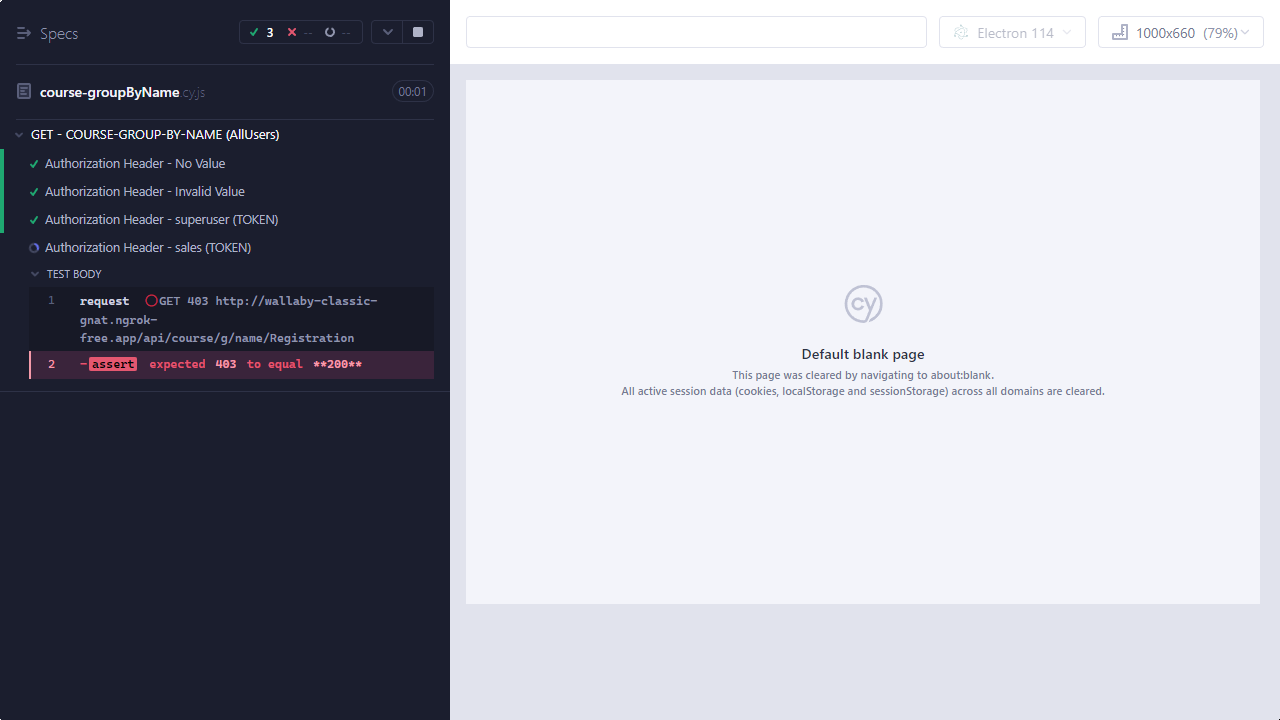 Specs
3 -- --
course-groupByName.cy.js
00:01
GET - COURSE-GROUP-BY-NAME (AllUsers)
Authorization Header - No Value
Authorization Header - Invalid Value
Authorization Header - superuser (TOKEN)
Authorization Header - sales (TOKEN)
TEST BODY
1 request GET 403 http://wallaby-classic-
gnat.ngrok-
free.app/api/course/g/name/Registration
2 -assert expected 403 to equal **200**
Electron 114
1000x660 (79%)
cy
Default blank page
This page was cleared by navigating to about:blank.
All active session data (cookies, localStorage and sessionStorage) across all domains are cleared.